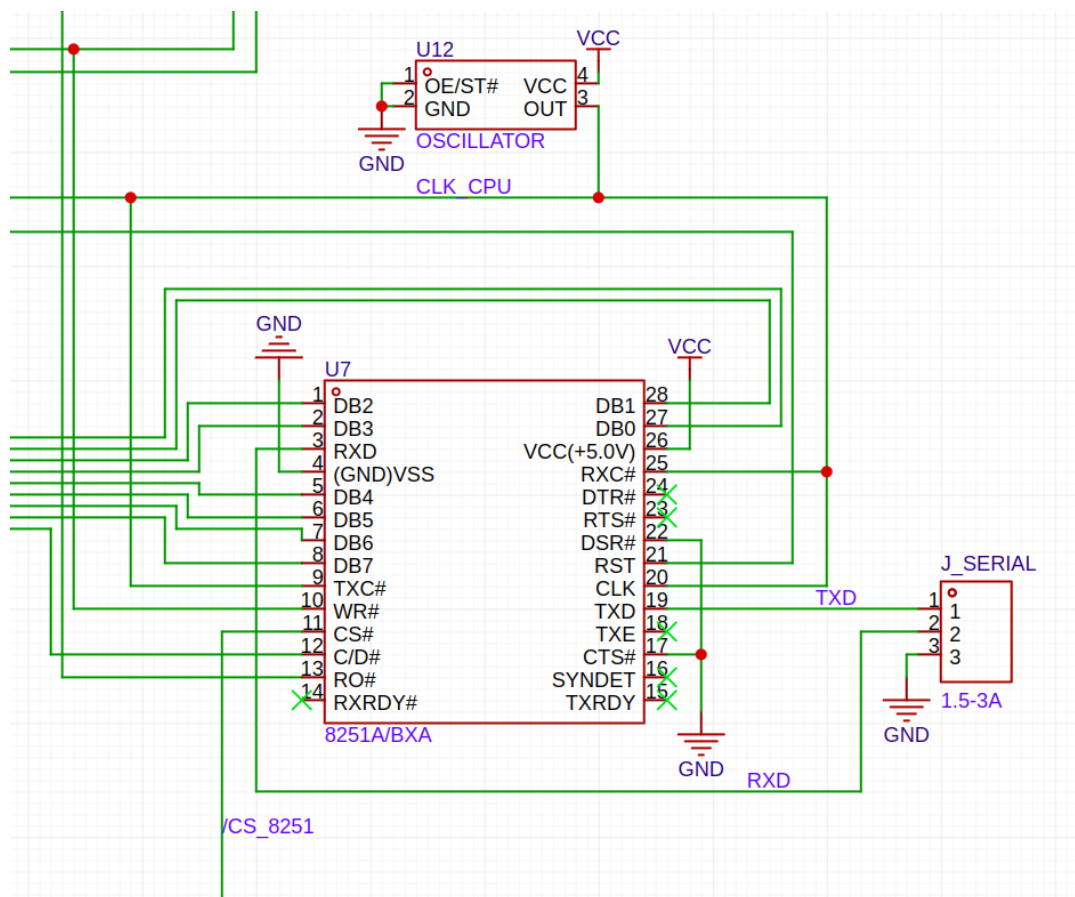 VCC
U12
1 OE/ST# VCC 4
2 GND OUT 3
OSCILLATOR
GND
CLK_CPU
GND
VCC
U7
1 DB2 DB1 28
2 DB3 DB0 27
3 RXD VCC(+5.0V) 26
4 (GND)VSS RXC# 25
5 DB4 DTR# 24
6 DB5 RTS# 23
7 DB6 DSR# 22
8 DB7 RST 21
9 TXC# CLK 20
10 WR# TXD 19
11 CS# TXE 18
12 C/D# CTS# 17
13 RO# SYNDET 16
14 RXRDY# TXRDY 15
8251A/BXA
GND
J_SERIAL
TXD
1 1
2 2
3 3
1.5-3A
GND
RXD
/CS_8251